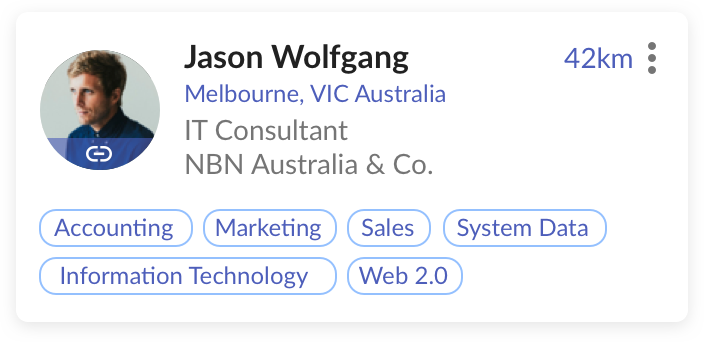 Jason Wolfgang
42km
Melbourne, VIC Australia
IT Consultant
NBN Australia & Co.
Accounting Marketing Sales System Data
Information Technology Web 2.0